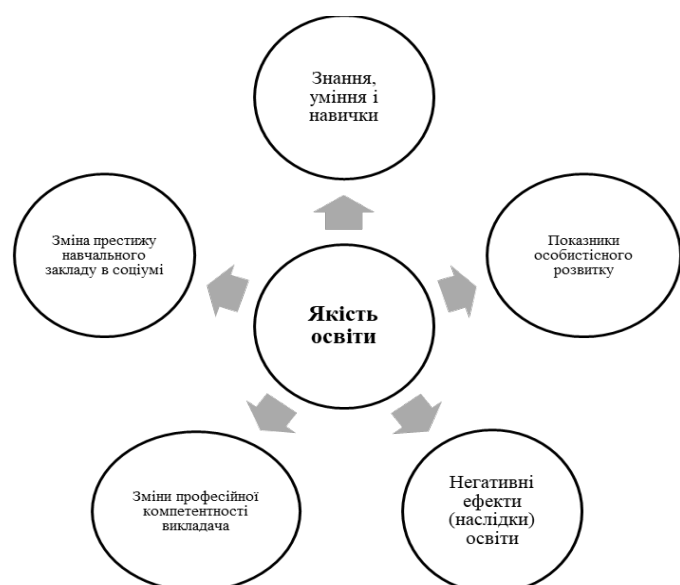 Знання,
уміння і
навички
Зміна престижу
навчального
закладу в соціумі
Показники
особистісного
розвитку
Якість
освіти
Зміни професійної
компетентності
викладача
Негативні
ефекти
(наслідки)
освіти